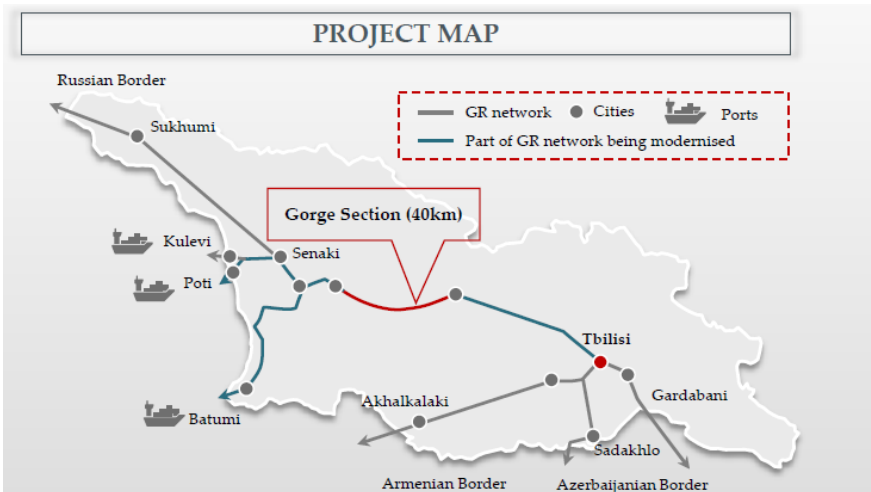 PROJECT MAP
Russian Border
GR network
Cities
Ports
Part of GR network being modernised
Sukhumi
Gorge Section (40km)
Kulevi
Senaki
Poti
Tbilisi
Gardabani
Akhalkalaki
Batumi
Sadakhlo
Armenian Border
Azerbaijanian Border